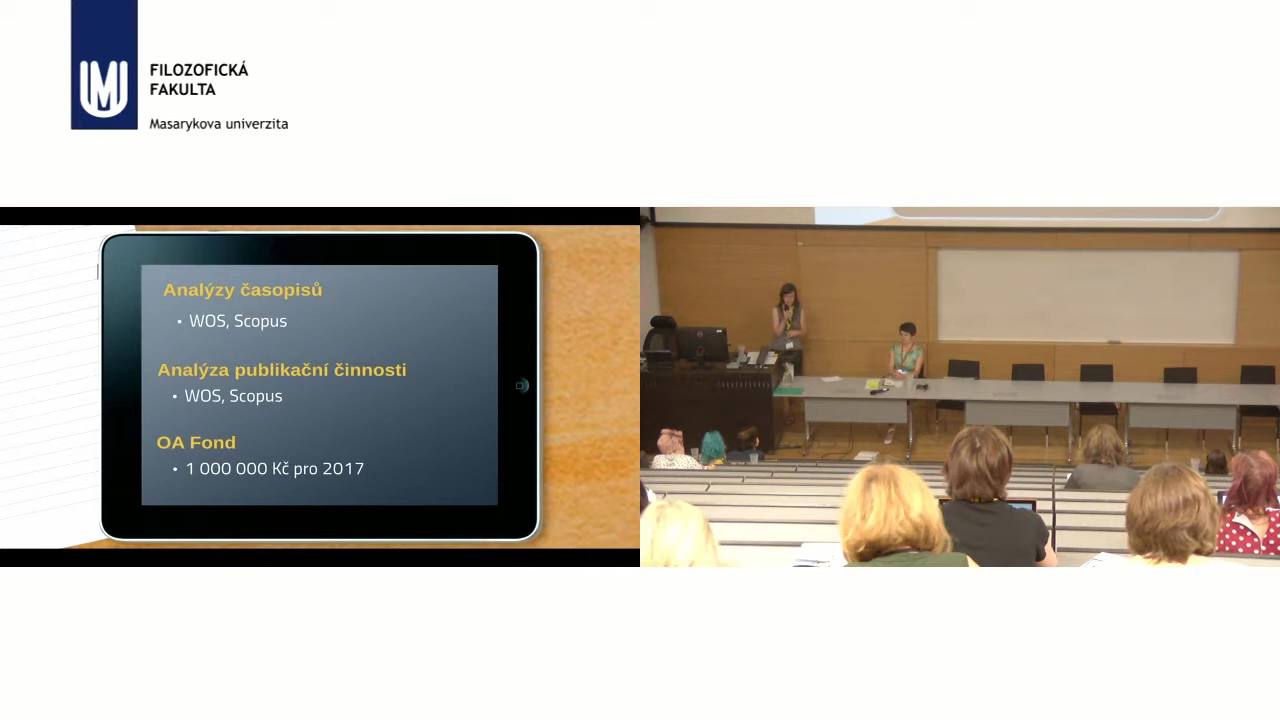 FILOZOFICKÁ
FAKULTA
Masarykova univerzita
Analýzy časopisů
• WOS, Scopus
Analýza publikační činnosti
• WOS, Scopus
OA Fond
• 1 000 000 Kč pro 2017